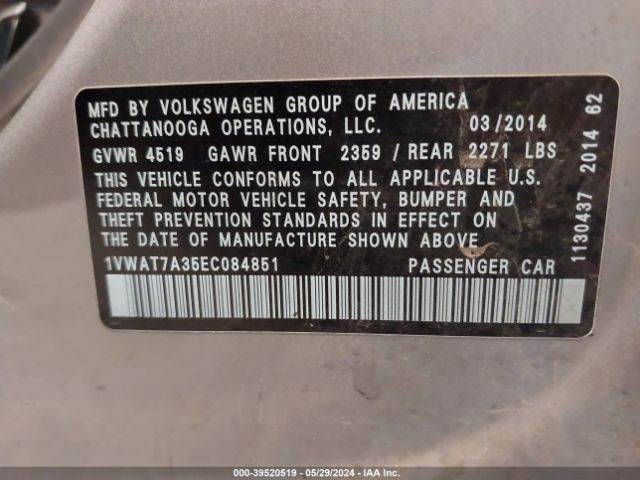 MFD BY VOLKSWAGEN GROUP OF AMERICA
CHATTANOOGA OPERATIONS, LLC. 03/2014
GVWR 4519 GAWR FRONT 2359 / REAR 2271 LBS
THIS VEHICLE CONFORMS TO ALL APPLICABLE U.S.
FEDERAL MOTOR VEHICLE SAFETY, BUMPER AND
THEFT PREVENTION STANDARDS IN EFFECT ON
THE DATE OF MANUFACTURE SHOWN ABOVE.
1VWAT7A35EC084851 PASSENGER CAR
1130437 2014 62
000-39520519 - 05/29/2024 - IAAI Inc.